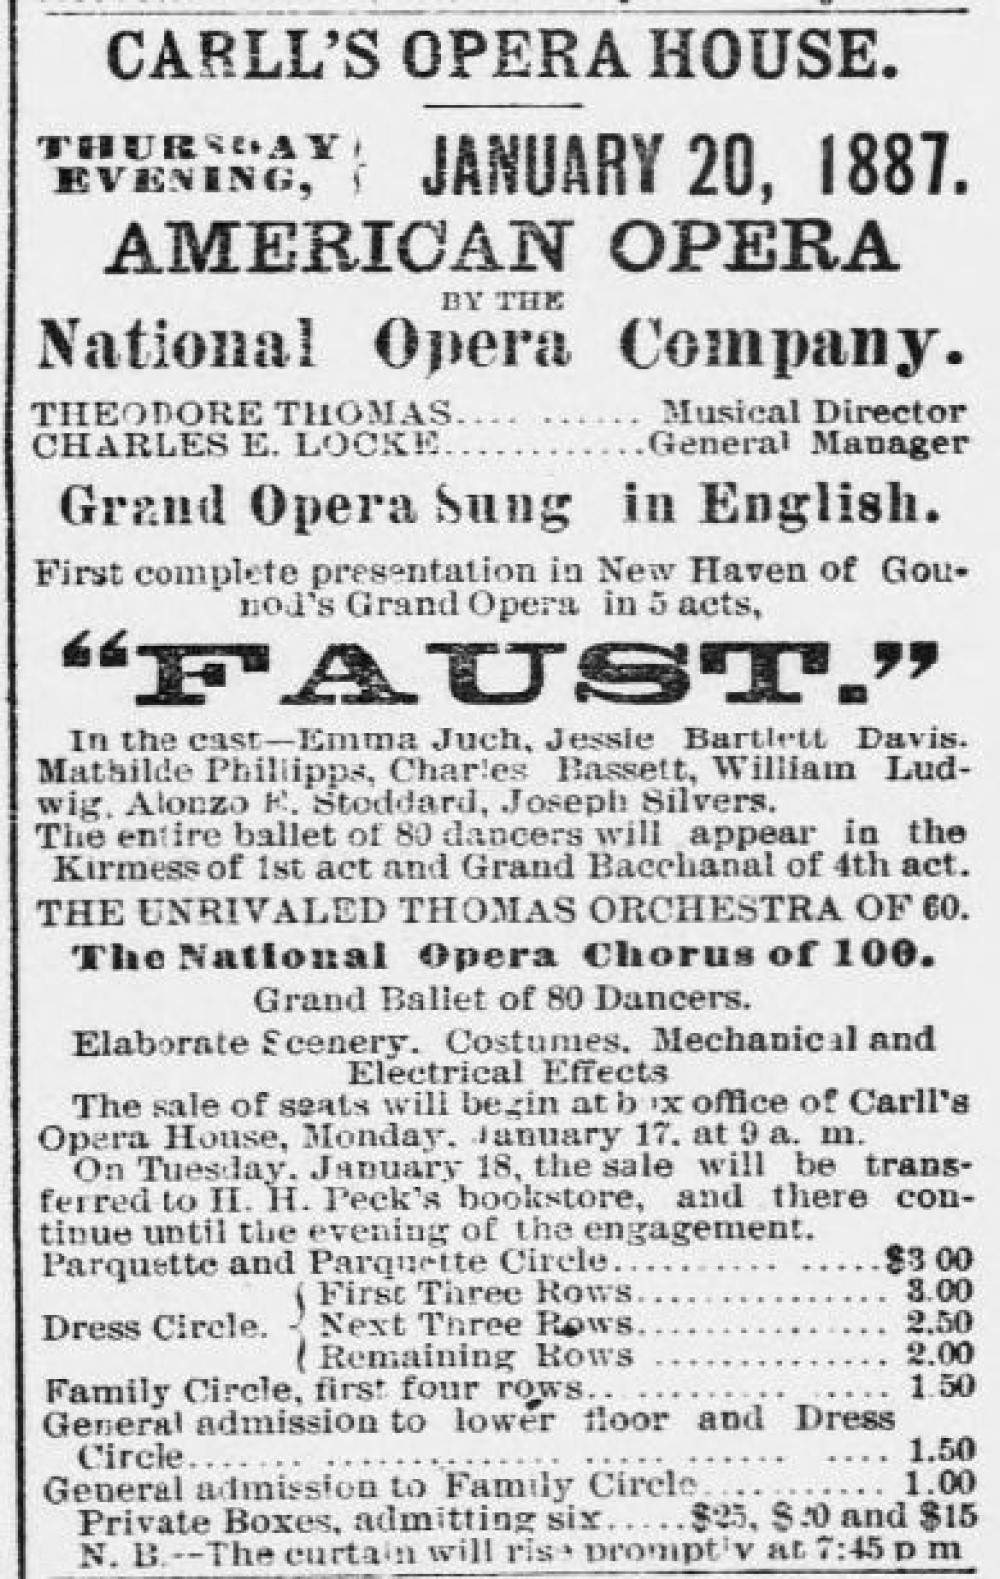 CARLL'S OPERA HOUSE.
THURSDAY EVENING, } JANUARY 20, 1887.
AMERICAN OPERA
BY THE
National Opera Company.
THEODORE THOMAS.... ....... Musical Director
CHARLES E. LOCKE............General Manager
Grand Opera Sung in English.
First complete presentation in New Haven of Gou-
nod's Grand Opera in 5 acts,
"FAUST."
In the cast—Emma Juch, Jessie Bartlett Davis.
Mathilde Phillipps, Charles Bassett, William Lud-
wig, Alonzo E. Stoddard, Joseph Silvers.
The entire ballet of 80 dancers will appear in the
Kirmess of 1st act and Grand Bacchanal of 4th act.
THE UNRIVALED THOMAS ORCHESTRA OF 60.
The National Opera Chorus of 100.
Grand Ballet of 80 Dancers.
Elaborate Scenery. Costumes. Mechanical and
Electrical Effects
The sale of seats will begin at box office of Carll's
Opera House, Monday. January 17. at 9 a. m.
On Tuesday. January 18, the sale will be trans-
ferred to H. H. Peck's bookstore, and there con-
tinue until the evening of the engagement.
Parquette and Parquette Circle.......... .....$3 00
{ First Three Rows................ 3.00
Dress Circle. { Next Three Rows................ 2.50
( Remaining Rows .............. 2.00
Family Circle, first four rows.. ......... ..... 1 50
General admission to lower floor and Dress
Circle....... ............... ...... .... 1.50
General admission to Family Circle........... 1.00
Private Boxes, admitting six.....$25, $20 and $15
N. B.--The curtain will rise promptly at 7:45 p m